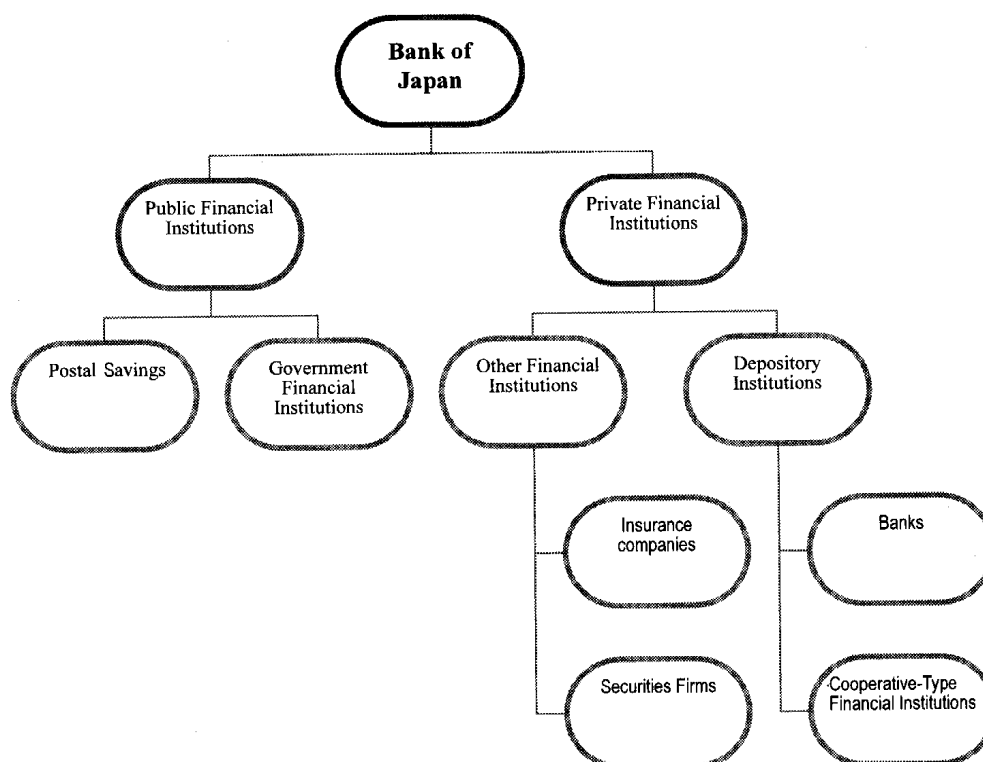 Bank of
Japan
Public Financial
Institutions
Private Financial
Institutions
Postal Savings
Government
Financial
Institutions
Other Financial
Institutions
Depository
Institutions
Insurance
companies
Banks
Securities Firms
Cooperative-Type
Financial Institutions